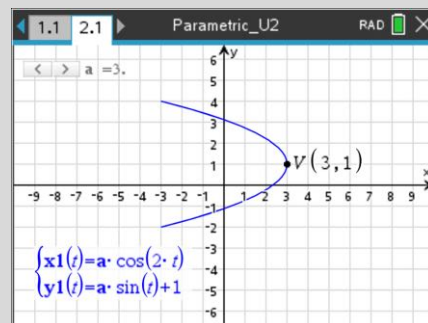 1.1 2.1 Parametric_U2 RAD
< > a =3.
y
6
5
4
3
2
1
V(3,1)
x
-9 -8 -7 -6 -5 -4 -3 -2 -1 1 2 3 4 5 6 7 8 9
-1
-2
-3
x1(t)=a· cos(2· t)
-4
y1(t)=a· sin(t)+1
-5
-6